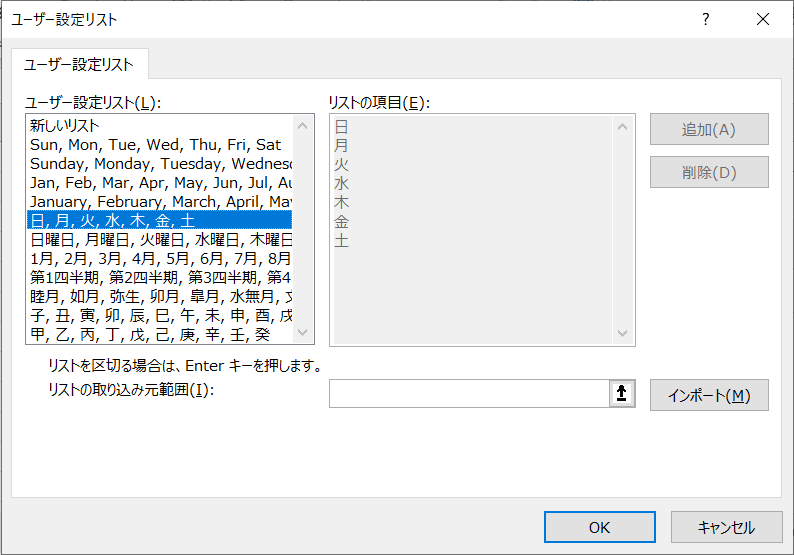 ユーザー設定リスト
ユーザー設定リスト
ユーザー設定リスト(L):
新しいリスト
Sun, Mon, Tue, Wed, Thu, Fri, Sat
Sunday, Monday, Tuesday, Wednesc
Jan, Feb, Mar, Apr, May, Jun, Jul, Au
January, February, March, April, May
日, 月, 火, 水, 木, 金, 土
日曜日, 月曜日, 火曜日, 水曜日, 木曜日
1月, 2月, 3月, 4月, 5月, 6月, 7月, 8月
第1四半期, 第2四半期, 第3四半期, 第4
睦月, 如月, 弥生, 卯月, 皐月, 水無月, 文
子, 丑, 寅, 卯, 辰, 巳, 午, 未, 申, 酉, 戌
甲, 乙, 丙, 丁, 戊, 己, 庚, 辛, 壬, 癸
リストの項目(E):
日
月
火
水
木
金
土
追加(A)
削除(D)
リストを区切る場合は、Enter キーを押します。
リストの取り込み元範囲(I):
インポート(M)
OK
キャンセル